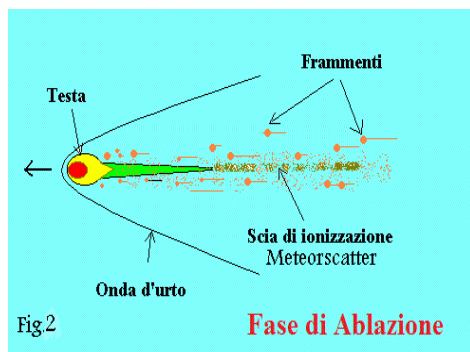 Frammenti
Testa
Scia di ionizzazione
Meteorscatter
Onda d'urto
Fig.2
Fase di Ablazione